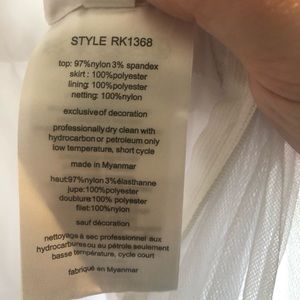 STYLE RK1368
top: 97%nylon 3% spandex
skirt : 100%polyester
lining: 100%polyester
netting: 100%nylon
exclusive of decoration
professionally dry clean with
hydrocarbon or petroleum only
low temperature, short cycle
made in Myanmar
haut:97%nylon 3%élasthanne
jupe:100%polyester
doublure:100% polyester
filet:100%nylon
sauf décoration
nettoyage à sec professionnel aux
hydrocarbures ou au pétrole seulement
basse température, cycle court
fabriqué en Myanmar